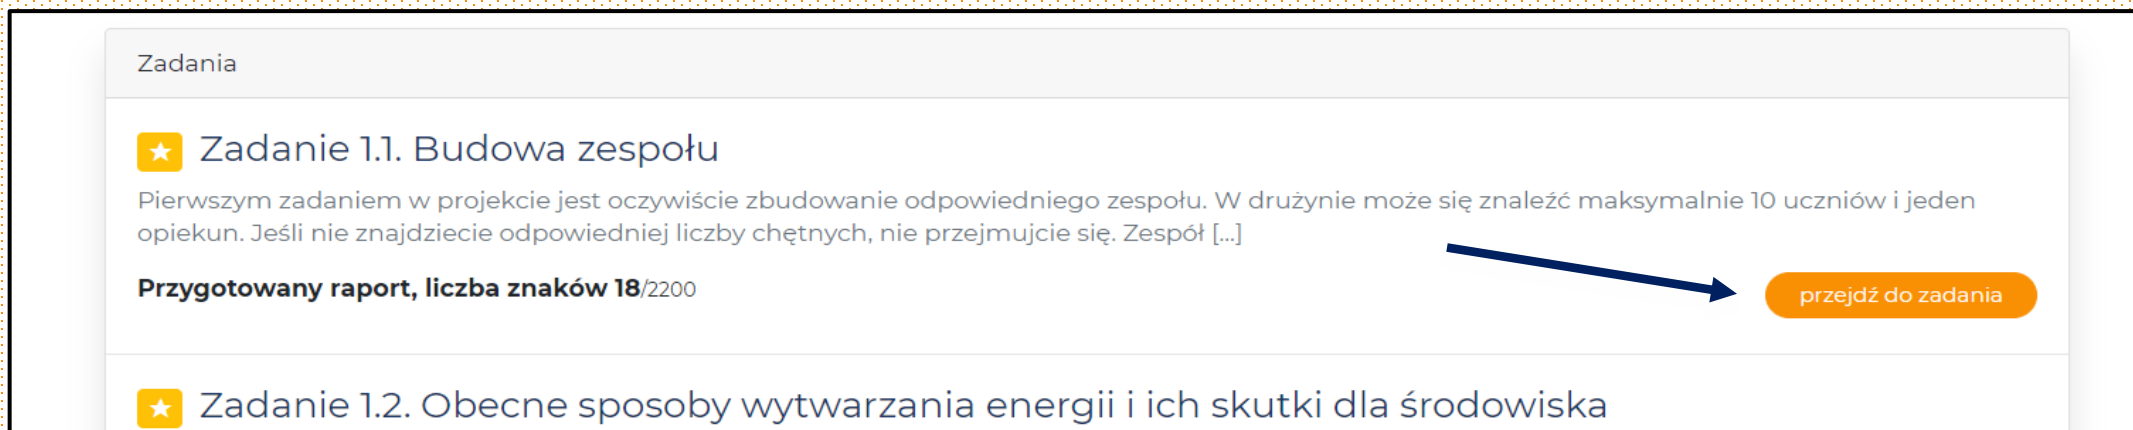 Zadania
Zadanie 1.1. Budowa zespołu
Pierwszym zadaniem w projekcie jest oczywiście zbudowanie odpowiedniego zespołu. W drużynie może się znaleźć maksymalnie 10 uczniów i jeden
opiekun. Jeśli nie znajdziecie odpowiedniej liczby chętnych, nie przejmujcie się. Zespół [...]
Przygotowany raport, liczba znaków 18/2200
przejdź do zadania
Zadanie 1.2. Obecne sposoby wytwarzania energii i ich skutki dla środowiska